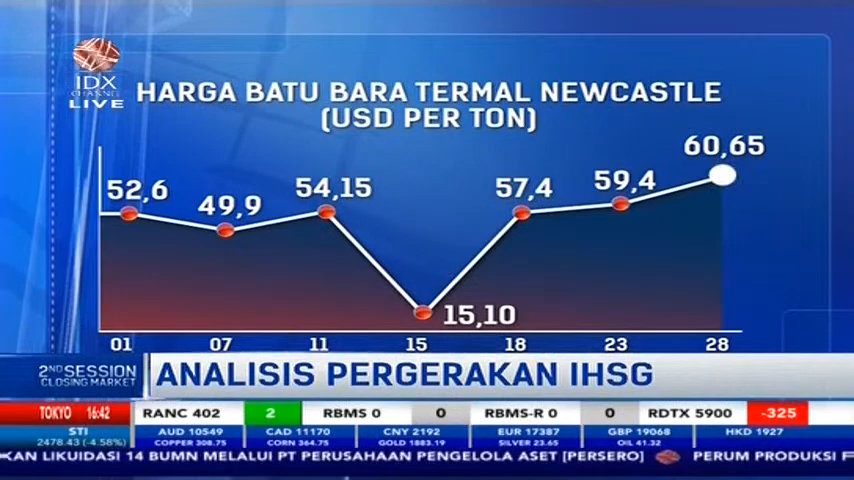 IDX
CHANNEL
LIVE
HARGA BATU BARA TERMAL NEWCASTLE
(USD PER TON)
52,6
49,9
54,15
15,10
57,4
59,4
60,65
01 07 11 15 18 23 28
2ND SESSION
CLOSING MARKET
ANALISIS PERGERAKAN IHSG
TOKYO 16:42 RANC 402 2 RBMS 0 0 RBMS-R 0 0 RDTX 5900 -325
STI AUD 10549 CAD 11170 CNY 2192 EUR 17387 GBP 19068 HKD 1927
2478.43 (-4.58%) COPPER 308.75 CORN 364.75 GOLD 1883.19 SILVER 23.65 OIL 41.32
KAN LIKUIDASI 14 BUMN MELALUI PT PERUSAHAAN PENGELOLA ASET [PERSERO] PERUM PRODUKSI F